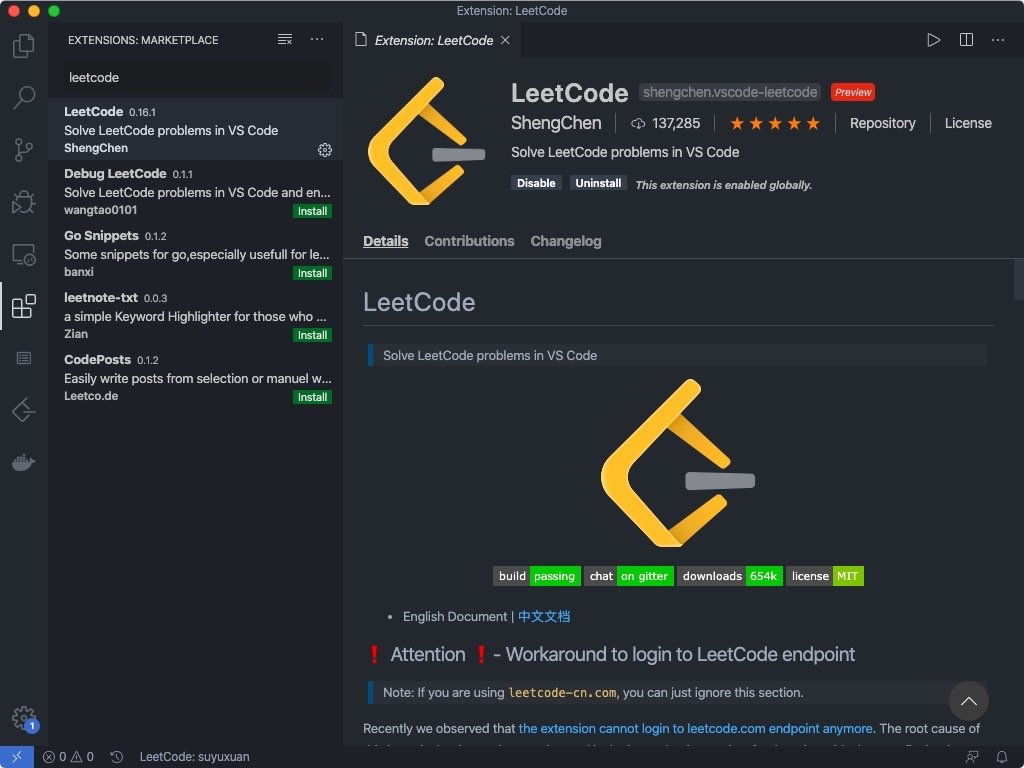 Extension: LeetCode
EXTENSIONS: MARKETPLACE
leetcode
LeetCode 0.16.1
Solve LeetCode problems in VS Code
ShengChen
Debug LeetCode 0.1.1
Solve LeetCode problems in VS Code and en...
wangtao0101
Install
Go Snippets 0.1.2
Some snippets for go,especially usefull for le...
banxi
Install
leetnote-txt 0.0.3
a simple Keyword Highlighter for those who ...
Zian
Install
CodePosts 0.1.2
Easily write posts from selection or manuel w...
Leetco.de
Install
Extension: LeetCode
LeetCode shengchen.vscode-leetcode Preview
ShengChen 137,285 Repository License
Solve LeetCode problems in VS Code
Disable Uninstall This extension is enabled globally.
Details Contributions Changelog
LeetCode
Solve LeetCode problems in VS Code
build passing chat on gitter downloads 654k license MIT
• English Document | 中文文档
❗ Attention ❗ - Workaround to login to LeetCode endpoint
Note: If you are using leetcode-cn.com, you can just ignore this section.
Recently we observed that the extension cannot login to leetcode.com endpoint anymore. The root cause of
1
0 0 LeetCode: suyuxuan